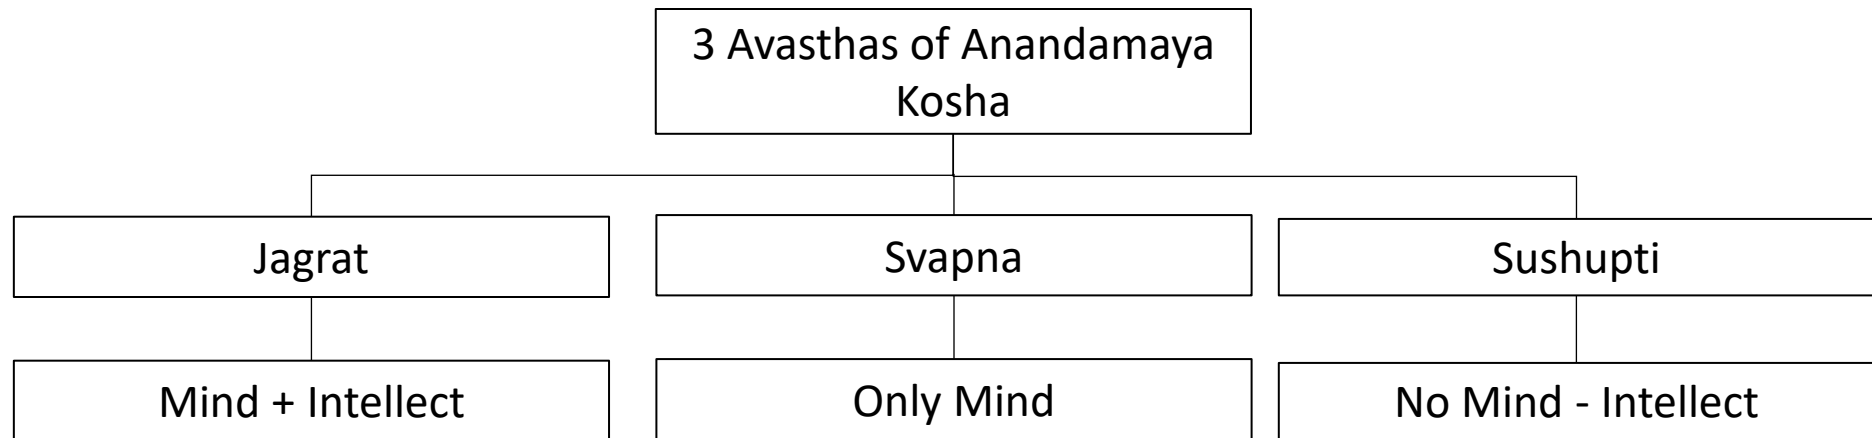 3 Avasthas of Anandamaya
Kosha
Jagrat
Svapna
Sushupti
Mind + Intellect
Only Mind
No Mind - Intellect